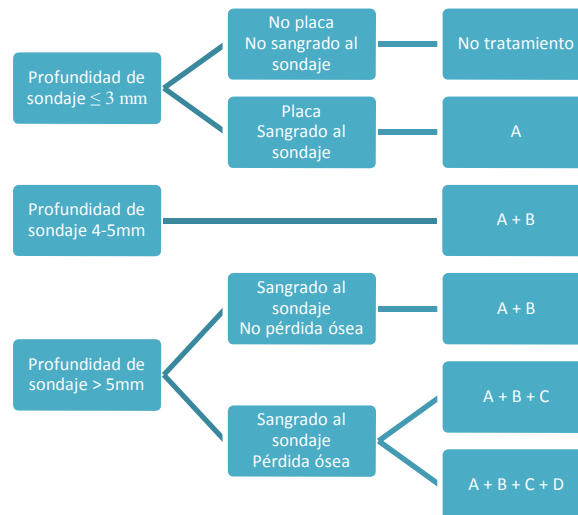 No placa
No sangrado al
sondaje
No tratamiento
Profundidad de
sondaje ≤ 3 mm
Placa
Sangrado al
sondaje
A
Profundidad de
sondaje 4-5mm
A + B
Sangrado al
sondaje
No pérdida ósea
A + B
Profundidad de
sondaje > 5mm
Sangrado al
sondaje
Pérdida ósea
A + B + C
A + B + C + D